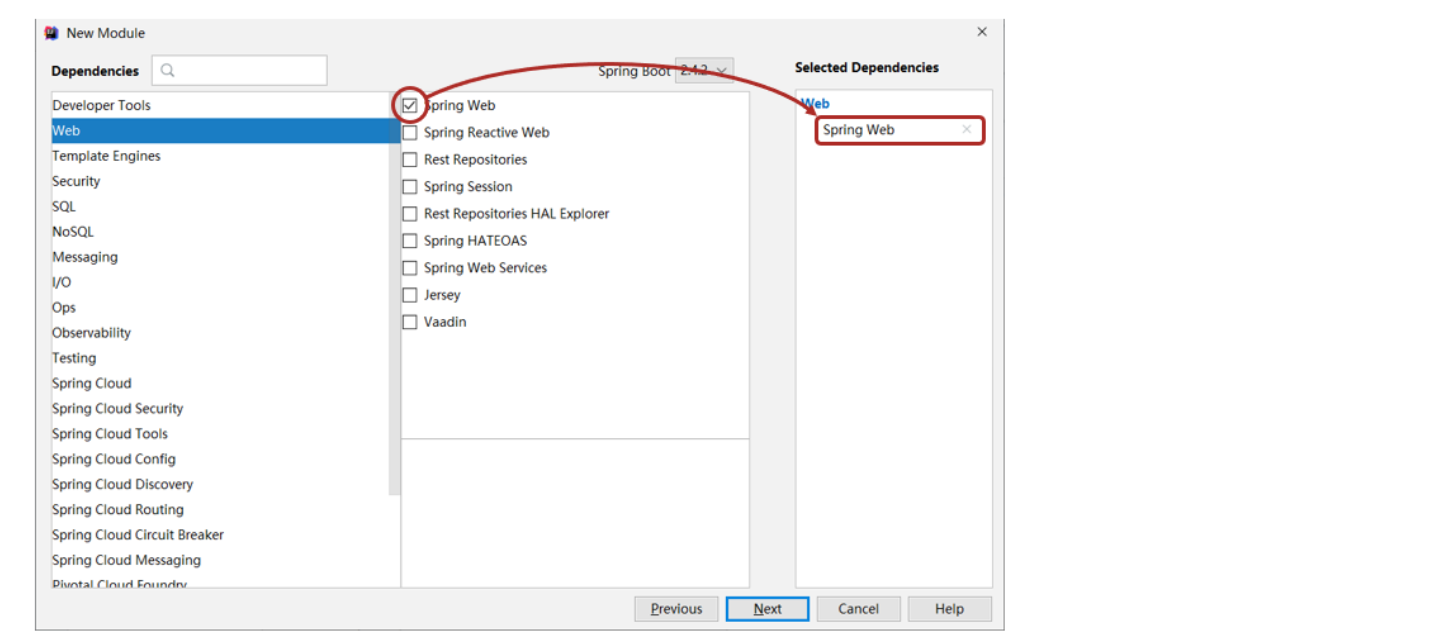 New Module
Dependencies
Spring Boot 2.4.2
Selected Dependencies
Developer Tools
Web
Template Engines
Security
SQL
NoSQL
Messaging
I/O
Ops
Observability
Testing
Spring Cloud
Spring Cloud Security
Spring Cloud Tools
Spring Cloud Config
Spring Cloud Discovery
Spring Cloud Routing
Spring Cloud Circuit Breaker
Spring Cloud Messaging
Pivotal Cloud Foundry
Spring Web
Spring Reactive Web
Rest Repositories
Spring Session
Rest Repositories HAL Explorer
Spring HATEOAS
Spring Web Services
Jersey
Vaadin
Web
Spring Web
Previous
Next
Cancel
Help